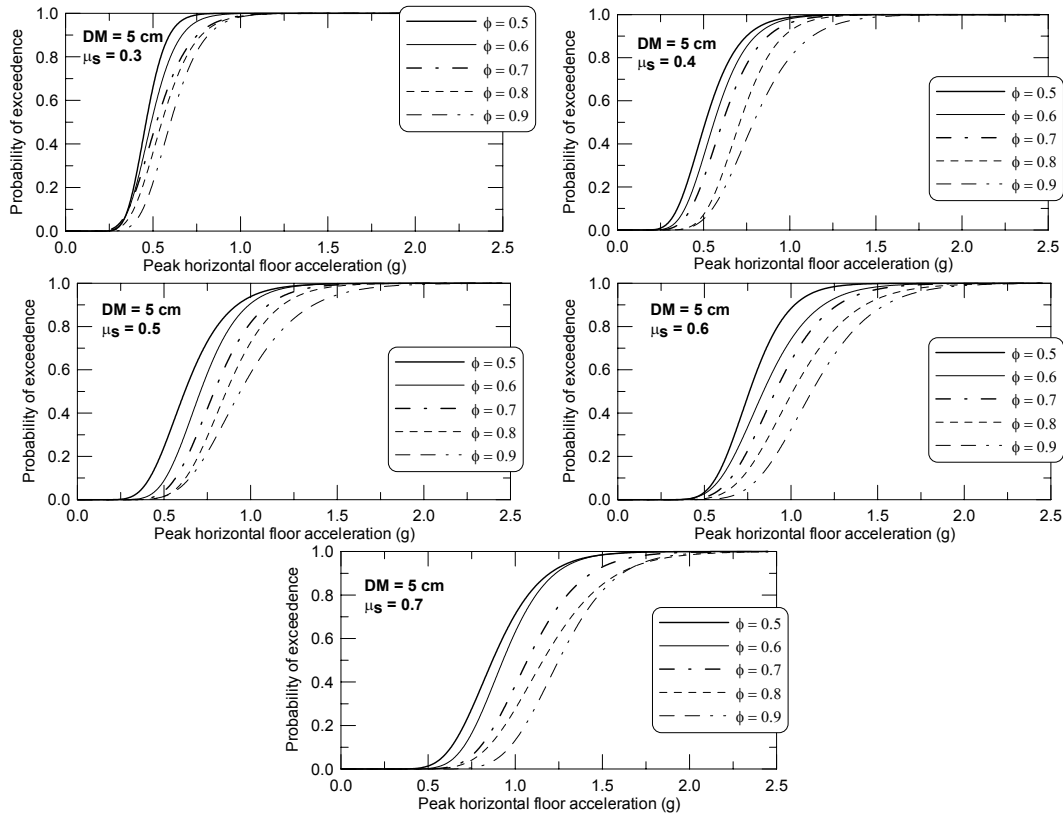 DM = 5 cm
μs = 0.3
Probability of exceedence
1.0
0.8
0.6
0.4
0.2
0.0
0.0 0.5 1.0 1.5 2.0 2.5
Peak horizontal floor acceleration (g)
ϕ = 0.5
ϕ = 0.6
ϕ = 0.7
ϕ = 0.8
ϕ = 0.9
DM = 5 cm
μs = 0.4
Probability of exceedence
1.0
0.8
0.6
0.4
0.2
0.0
0.0 0.5 1.0 1.5 2.0 2.5
Peak horizontal floor acceleration (g)
ϕ = 0.5
ϕ = 0.6
ϕ = 0.7
ϕ = 0.8
ϕ = 0.9
DM = 5 cm
μs = 0.5
Probability of exceedence
1.0
0.8
0.6
0.4
0.2
0.0
0.0 0.5 1.0 1.5 2.0 2.5
Peak horizontal floor acceleration (g)
ϕ = 0.5
ϕ = 0.6
ϕ = 0.7
ϕ = 0.8
ϕ = 0.9
DM = 5 cm
μs = 0.6
Probability of exceedence
1.0
0.8
0.6
0.4
0.2
0.0
0.0 0.5 1.0 1.5 2.0 2.5
Peak horizontal floor acceleration (g)
ϕ = 0.5
ϕ = 0.6
ϕ = 0.7
ϕ = 0.8
ϕ = 0.9
DM = 5 cm
μs = 0.7
Probability of exceedence
1.0
0.8
0.6
0.4
0.2
0.0
0.0 0.5 1.0 1.5 2.0 2.5
Peak horizontal floor acceleration (g)
ϕ = 0.5
ϕ = 0.6
ϕ = 0.7
ϕ = 0.8
ϕ = 0.9